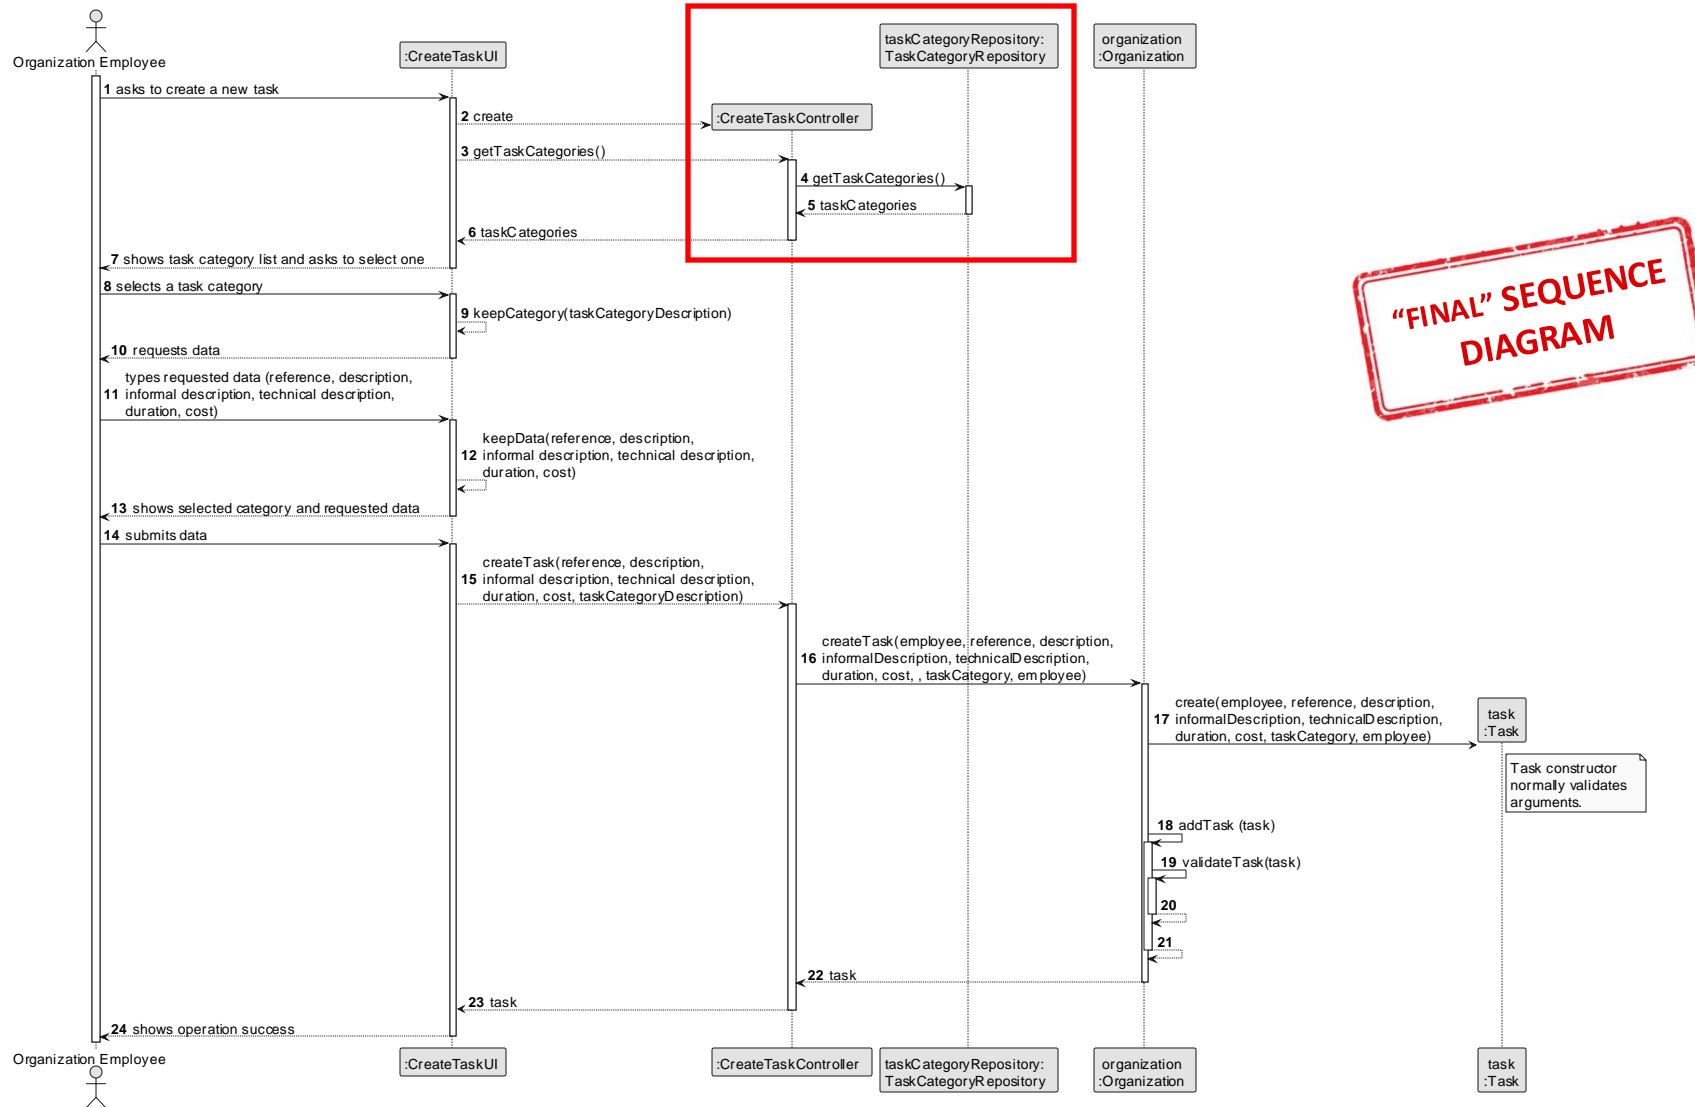 Organization Employee
:CreateTaskUI
taskCategoryRepository:
TaskCategoryRepository
organization
:Organization
1 asks to create a new task
2 create
:CreateTaskController
3 getTaskCategories()
4 getTaskCategories()
5 taskCategories
6 taskCategories
7 shows task category list and asks to select one
8 selects a task category
9 keepCategory(taskCategoryDescription)
10 requests data
types requested data (reference, description,
11 informal description, technical description,
duration, cost)
keepData(reference, description,
12 informal description, technical description,
duration, cost)
13 shows selected category and requested data
14 submits data
createTask(reference, description,
15 informal description, technical description,
duration, cost, taskCategoryDescription)
createTask(employee, reference, description,
16 informalDescription, technicalDescription,
duration, cost, , taskCategory, employee)
create(employee, reference, description,
17 informalDescription, technicalDescription,
duration, cost, taskCategory, employee)
task
:Task
Task constructor
normally validates
arguments.
18 addTask (task)
19 validateTask(task)
20
21
22 task
23 task
24 shows operation success
Organization Employee
:CreateTaskUI
:CreateTaskController
taskCategoryRepository:
TaskCategoryRepository
organization
:Organization
task
:Task
“FINAL” SEQUENCE
DIAGRAM